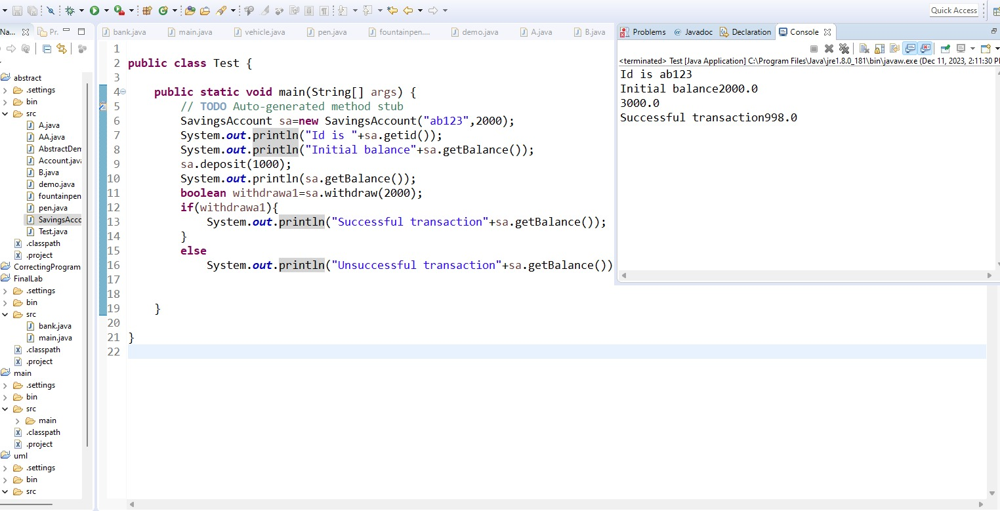 Quick Access
Na... Pr.
bank.java main.java vehicle.java pen.java fountainpen.... demo.java A.java B.java
Problems @ Javadoc Declaration Console
<terminated> Test [Java Application] C:\Program Files\Java\jre1.8.0_181\bin\javaw.exe (Dec 11, 2023, 2:11:30 P
Id is ab123
Initial balance2000.0
3000.0
Successful transaction998.0
abstract
.settings
bin
src
A.java
AA.java
AbstractDem
Account.java
B.java
demo.java
fountainpen
pen.java
SavingsAcco
Test.java
.classpath
.project
CorrectingProgram
FinalLab
.settings
bin
src
bank.java
main.java
.classpath
.project
main
.settings
bin
src
main
.classpath
.project
uml
.settings
bin
src
1
2 public class Test {
3
4 public static void main(String[] args) {
5 // TODO Auto-generated method stub
6 SavingsAccount sa=new SavingsAccount("ab123",2000);
7 System.out.println("Id is "+sa.getid());
8 System.out.println("Initial balance"+sa.getBalance());
9 sa.deposit(1000);
10 System.out.println(sa.getBalance());
11 boolean withdrawa1=sa.withdraw(2000);
12 if(withdrawa1){
13 System.out.println("Successful transaction"+sa.getBalance());
14 }
15 else
16 System.out.println("Unsuccessful transaction"+sa.getBalance())
17
18
19 }
20
21 }
22